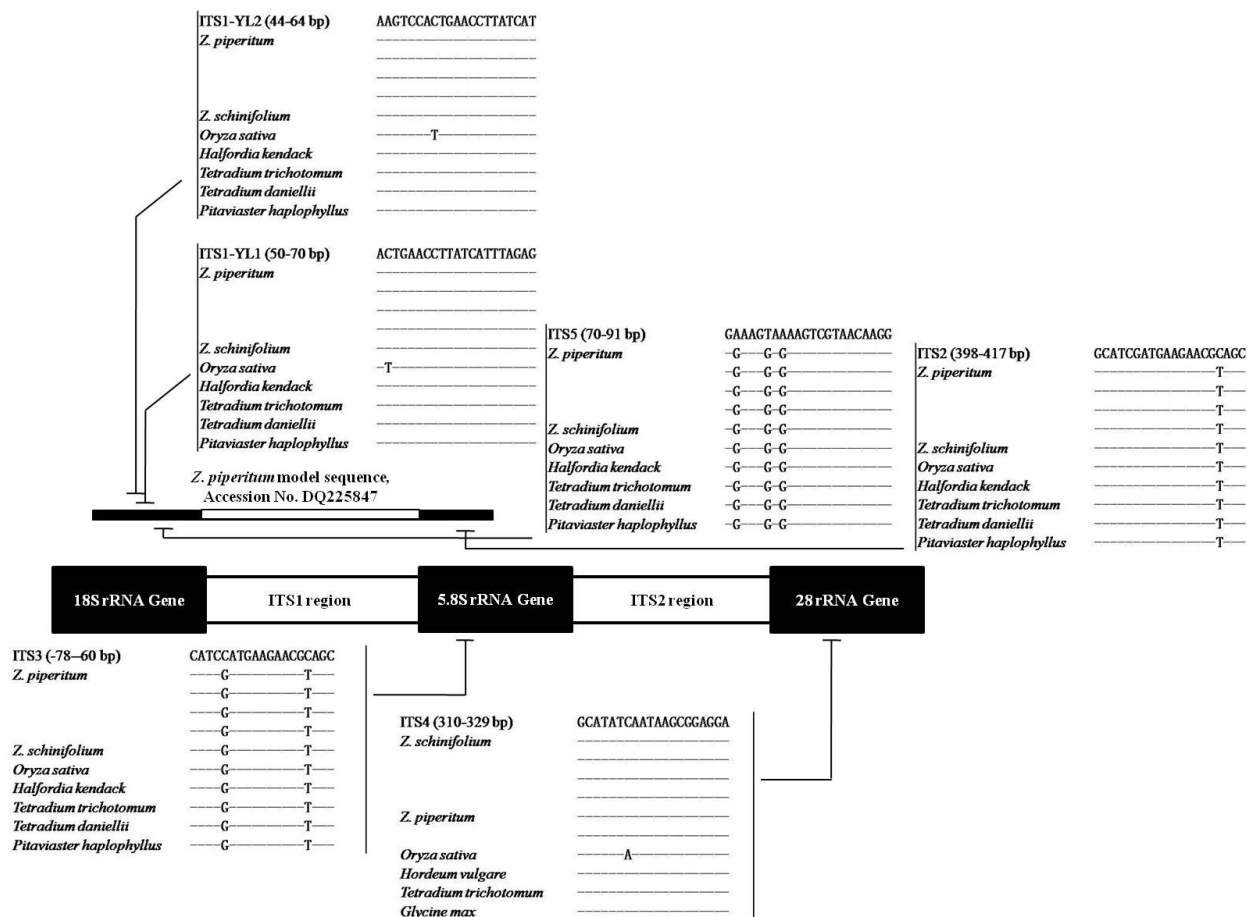 ITS1-YL2 (44-64 bp) AAGTCCACTGAACCTTATCAT
Z. piperitum ---------------------
---------------------
---------------------
---------------------
Z. schinifolium ---------------------
Oryza sativa -------T-------------
Halfordia kendack ---------------------
Tetradium trichotomum ---------------------
Tetradium daniellii ---------------------
Pitaviaster haplophyllus ---------------------
ITS1-YL1 (50-70 bp) ACTGAACCTTATCATTTAGAG
Z. piperitum ---------------------
---------------------
---------------------
---------------------
Z. schinifolium ---------------------
Oryza sativa -T-------------------
Halfordia kendack ---------------------
Tetradium trichotomum ---------------------
Tetradium daniellii ---------------------
Pitaviaster haplophyllus ---------------------
ITS5 (70-91 bp) GAAAGTAAAAGTCGTAACAAGG
Z. piperitum -G---G-G--------------
-G---G-G--------------
-G---G-G--------------
-G---G-G--------------
Z. schinifolium -G---G-G--------------
Oryza sativa -G---G-G--------------
Halfordia kendack -G---G-G--------------
Tetradium trichotomum -G---G-G--------------
Tetradium daniellii -G---G-G--------------
Pitaviaster haplophyllus -G---G-G--------------
ITS2 (398-417 bp) GCATCGATGAAGAACGCAGC
Z. piperitum ----------------T---
----------------T---
----------------T---
----------------T---
Z. schinifolium ----------------T---
Oryza sativa ----------------T---
Halfordia kendack ----------------T---
Tetradium trichotomum ----------------T---
Tetradium daniellii ----------------T---
Pitaviaster haplophyllus ----------------T---
Z. piperitum model sequence,
Accession No. DQ225847
18S rRNA Gene ITS1 region 5.8S rRNA Gene ITS2 region 28 rRNA Gene
ITS3 (-78--60 bp) CATCCATGAAGAACGCAGC
Z. piperitum ----G----------T---
----G----------T---
----G----------T---
----G----------T---
Z. schinifolium ----G----------T---
Oryza sativa ----G----------T---
Halfordia kendack ----G----------T---
Tetradium trichotomum ----G----------T---
Tetradium daniellii ----G----------T---
Pitaviaster haplophyllus ----G----------T---
ITS4 (310-329 bp) GCATATCAATAAGCGGAGGA
Z. schinifolium --------------------
--------------------
--------------------
--------------------
Z. piperitum --------------------
--------------------
Oryza sativa ------A-------------
Hordeum vulgare --------------------
Tetradium trichotomum --------------------
Glycine max --------------------